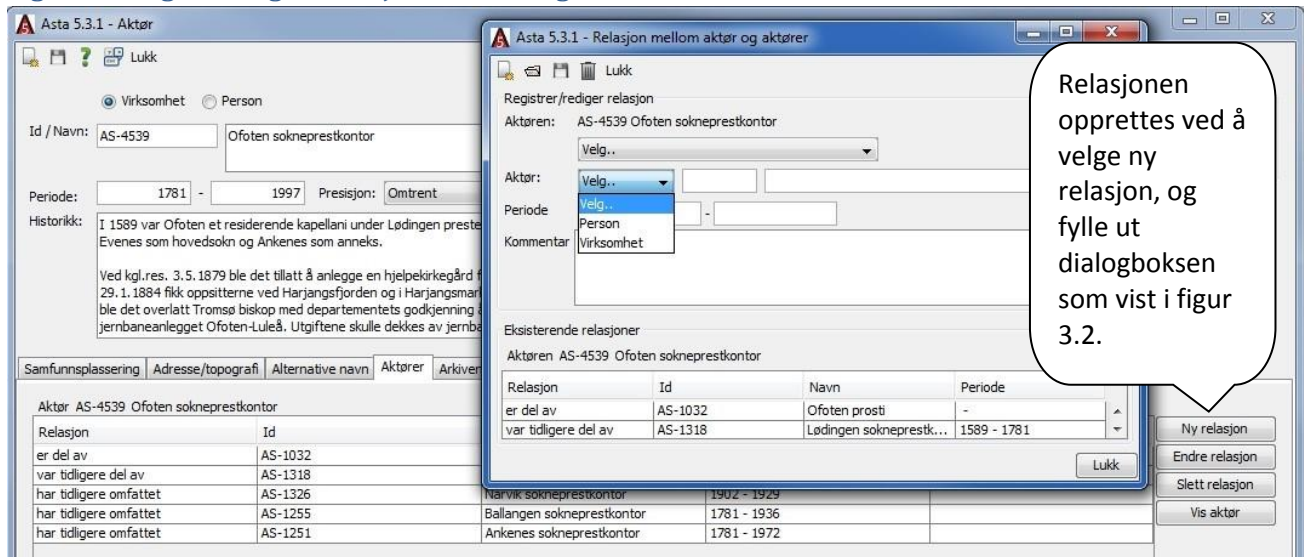 Asta 5.3.1 - Aktør
Lukk
Virksomhet Person
Id / Navn: AS-4539 Ofoten sokneprestkontor
Periode: 1781 - 1997 Presisjon: Omtrent
Historikk: I 1589 var Ofoten et residerende kapellani under Lødingen preste
Evenes som hovedsokn og Ankenes som anneks.
Ved kgl.res. 3.5.1879 ble det tillatt å anlegge en hjelpekirkegård f
29.1.1884 fikk oppsitterne ved Harjangsfjorden og i Harjangsmar
ble det overlatt Tromsø biskop med departementets godkjenning å
jernbaneanlegget Ofoten-Luleå. Utgiftene skulle dekkes av jernba
Samfunnsplassering Adresse/topografi Alternative navn Aktører Arkiver
Aktør AS-4539 Ofoten sokneprestkontor
Relasjon Id
er del av AS-1032
var tidligere del av AS-1318
har tidligere omfattet AS-1326 Narvik sokneprestkontor 1902 - 1929
har tidligere omfattet AS-1255 Ballangen sokneprestkontor 1781 - 1936
har tidligere omfattet AS-1251 Ankenes sokneprestkontor 1781 - 1972
Asta 5.3.1 - Relasjon mellom aktør og aktører
Lukk
Registrer/rediger relasjon
Aktøren: AS-4539 Ofoten sokneprestkontor
Velg..
Aktør: Velg..
Velg..
Person
Virksomhet
Periode -
Kommentar
Eksisterende relasjoner
Aktøren AS-4539 Ofoten sokneprestkontor
Relasjon Id Navn Periode
er del av AS-1032 Ofoten prosti -
var tidligere del av AS-1318 Lødingen sokneprestk... 1589 - 1781
Lukk
Relasjonen
opprettes ved å
velge ny
relasjon, og
fylle ut
dialogboksen
som vist i figur
3.2.
Ny relasjon
Endre relasjon
Slett relasjon
Vis aktør